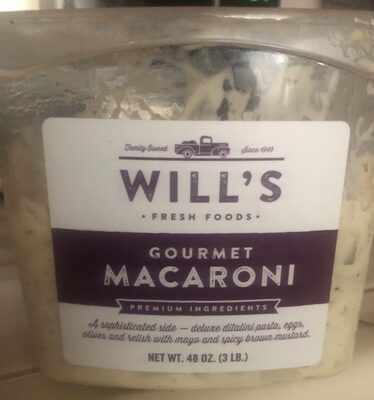 Family Owned Since 1949
WILL'S
• FRESH FOODS •
GOURMET
MACARONI
PREMIUM INGREDIENTS
A sophisticated side — deluxe ditalini pasta, eggs,
olives and relish with mayo and spicy brown mustard.
NET WT. 48 OZ. (3 LB.)